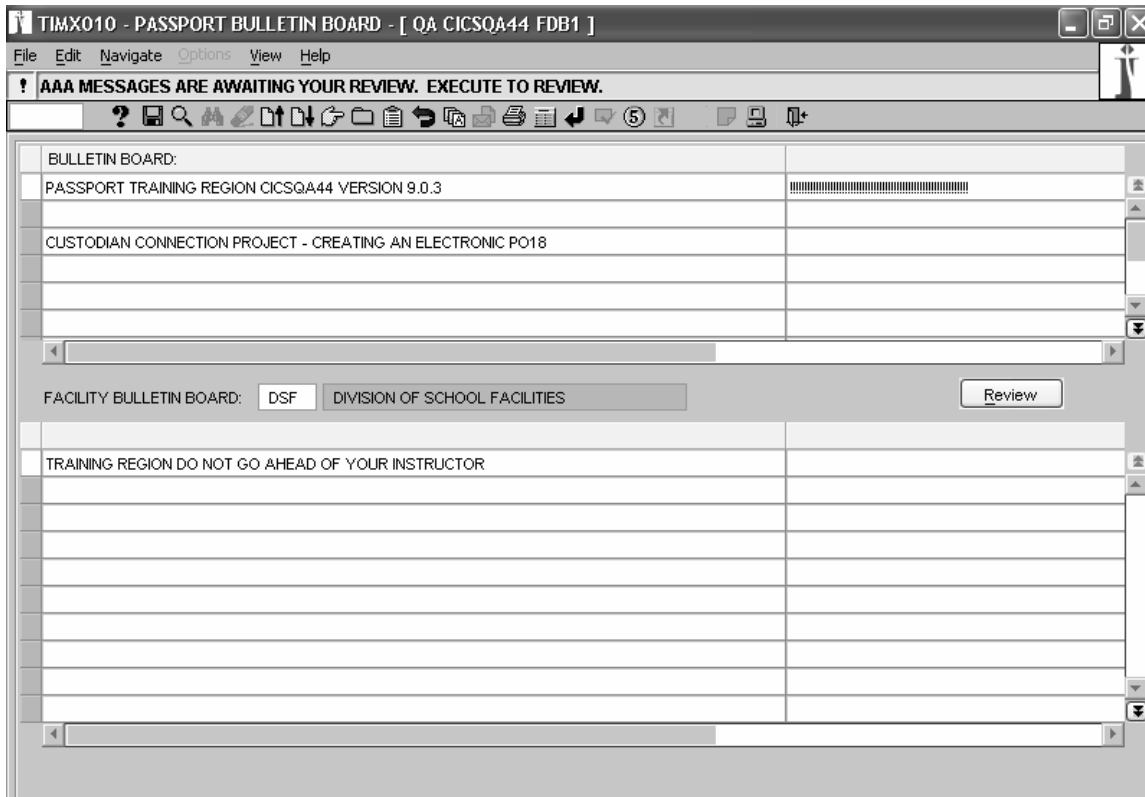 TIMX010 - PASSPORT BULLETIN BOARD - [ QA CICSQA44 FDB1 ]
File Edit Navigate Options View Help
! AAA MESSAGES ARE AWAITING YOUR REVIEW. EXECUTE TO REVIEW.
? 5
BULLETIN BOARD:
PASSPORT TRAINING REGION CICSQA44 VERSION 9.0.3
CUSTODIAN CONNECTION PROJECT - CREATING AN ELECTRONIC PO18
FACILITY BULLETIN BOARD: DSF DIVISION OF SCHOOL FACILITIES Review
TRAINING REGION DO NOT GO AHEAD OF YOUR INSTRUCTOR